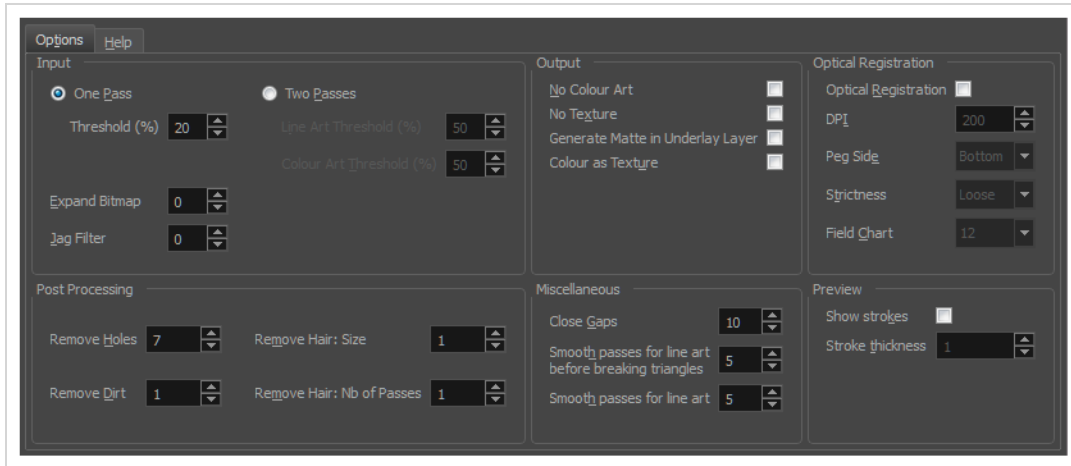 Options Help
Input
One Pass Two Passes
Threshold (%) 20 Line Art Threshold (%) 50
Colour Art Threshold (%) 50
Expand Bitmap 0
Jag Filter 0
Output
No Colour Art
No Texture
Generate Matte in Underlay Layer
Colour as Texture
Optical Registration
Optical Registration
DPI 200
Peg Side Bottom
Strictness Loose
Field Chart 12
Post Processing
Remove Holes 7 Remove Hair: Size 1
Remove Dirt 1 Remove Hair: Nb of Passes 1
Miscellaneous
Close Gaps 10
Smooth passes for line art
before breaking triangles 5
Smooth passes for line art 5
Preview
Show strokes
Stroke thickness 1